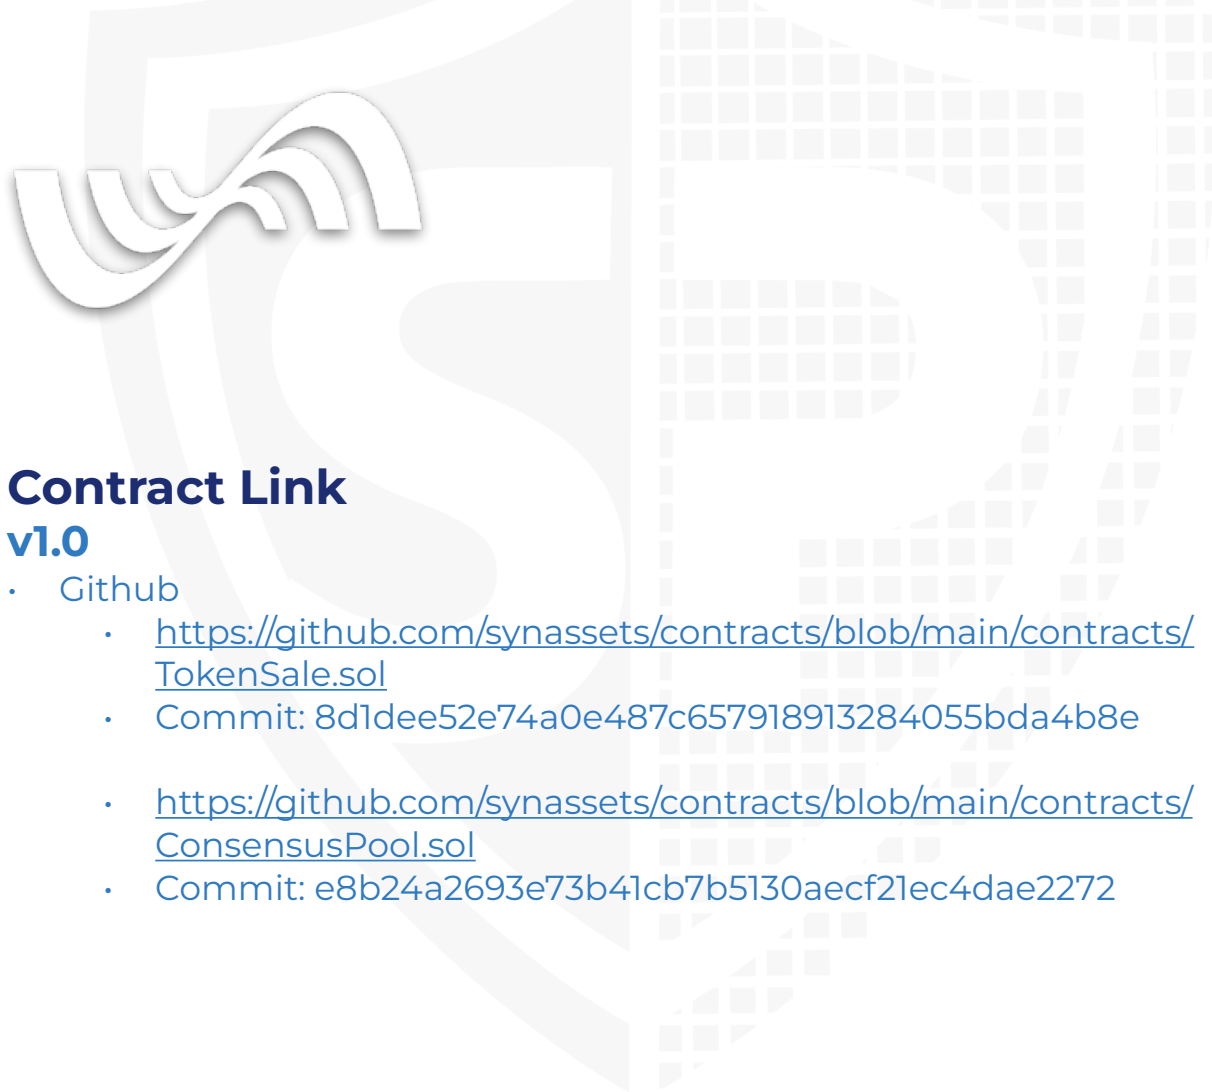 Contract Link
v1.0
• Github
• https://github.com/synassets/contracts/blob/main/contracts/
TokenSale.sol
• Commit: 8d1dee52e74a0e487c657918913284055bda4b8e
• https://github.com/synassets/contracts/blob/main/contracts/
ConsensusPool.sol
• Commit: e8b24a2693e73b41cb7b5130aecf21ec4dae2272